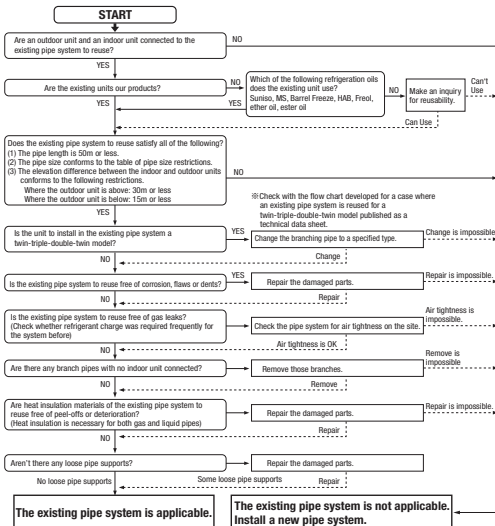 START
Are an outdoor unit and an indoor unit connected to the
existing pipe system to reuse?
NO
YES
Are the existing units our products?
NO
Which of the following refrigeration oils
does the existing unit use?
Suniso, MS, Barrel Freeze, HAB, Freol,
ether oil, ester oil
NO
Make an inquiry
for reusability.
Can't
Use
YES
YES
Can Use
Does the existing pipe system to reuse satisfy all of the following?
(1) The pipe length is 50m or less.
(2) The pipe size conforms to the table of pipe size restrictions.
(3) The elevation difference between the indoor and outdoor units
conforms to the following restrictions.
Where the outdoor unit is above: 30m or less
Where the outdoor unit is below: 15m or less
NO
YES
※Check with the flow chart developed for a case where
an existing pipe system is reused for a
twin-triple-double-twin model published as a
technical data sheet.
Is the unit to install in the existing pipe system a
twin-triple-double-twin model?
YES
Change the branching pipe to a specified type.
Change is impossible
NO
Change
Is the existing pipe system to reuse free of corrosion, flaws or dents?
YES
Repair the damaged parts.
Repair is impossible.
NO
Repair
Is the existing pipe system to reuse free of gas leaks?
(Check whether refrigerant charge was required frequently for
the system before)
Check the pipe system for air tightness on the site.
Air tightness is
impossible.
NO
Air tightness is OK
Are there any branch pipes with no indoor unit connected?
Remove those branches.
Remove is
impossible
NO
Remove
Are heat insulation materials of the existing pipe system to
reuse free of peel-offs or deterioration?
(Heat insulation is necessary for both gas and liquid pipes)
Repair the damaged parts.
Repair is impossible.
NO
Repair
Aren't there any loose pipe supports?
Repair the damaged parts.
No loose pipe supports
Some loose pipe supports
Repair
The existing pipe system is applicable.
The existing pipe system is not applicable.
Install a new pipe system.